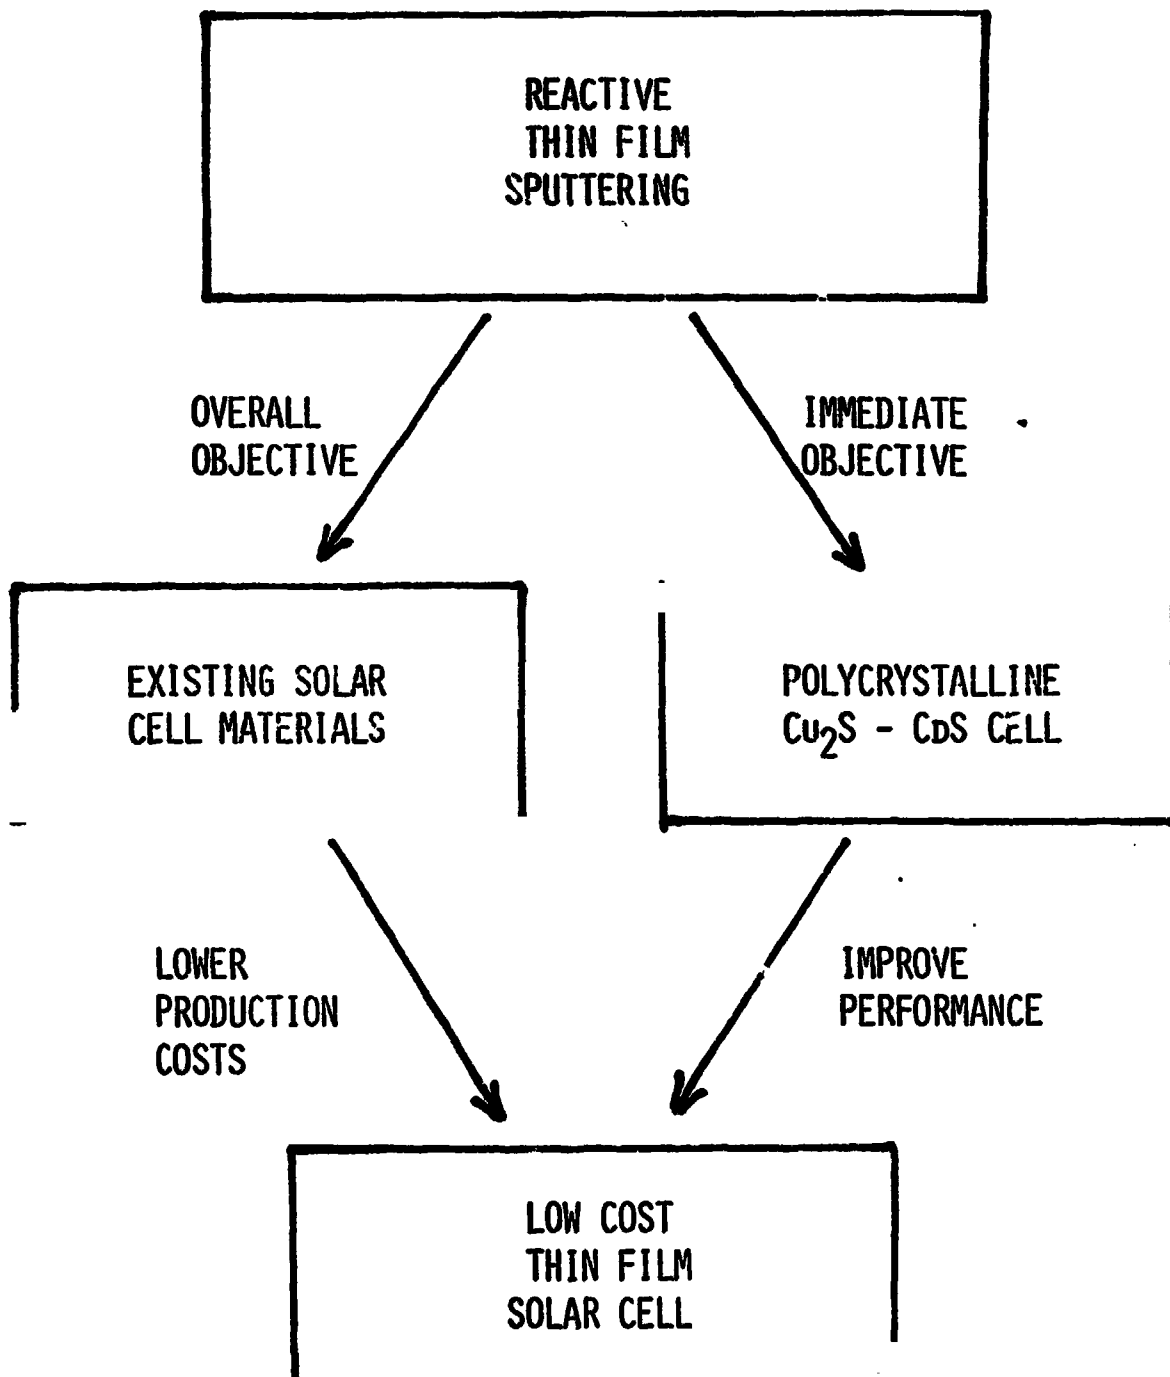 REACTIVE
THIN FILM
SPUTTERING
OVERALL
OBJECTIVE
IMMEDIATE
OBJECTIVE
EXISTING SOLAR
CELL MATERIALS
POLYCRYSTALLINE
Cu₂S - CDS CELL
LOWER
PRODUCTION
COSTS
IMPROVE
PERFORMANCE
LOW COST
THIN FILM
SOLAR CELL